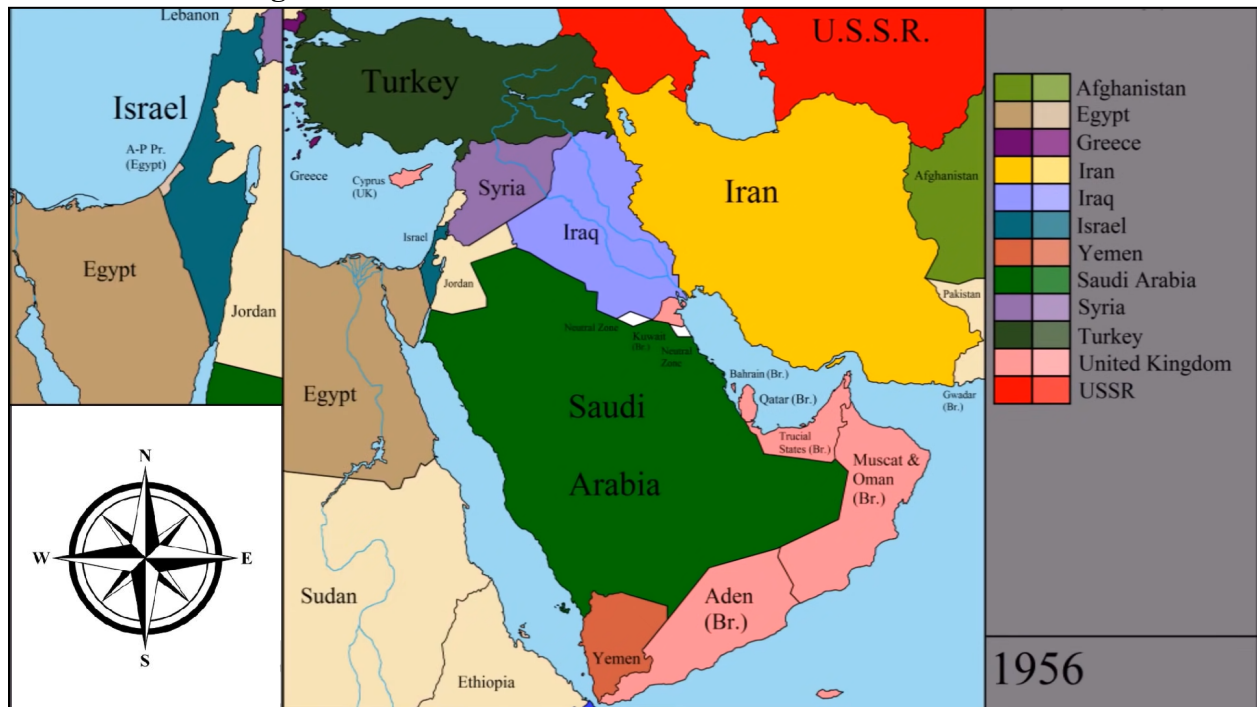 Lebanon
Israel
A-P Pr.
(Egypt)
Egypt
Jordan
N
W
E
S
U.S.S.R.
Turkey
Greece
Cyprus
(UK)
Syria
Iran
Afghanistan
Iraq
Israel
Jordan
Pakistan
Neutral Zone
Kuwait
(Br.)
Neutral
Zone
Bahrain (Br.)
Qatar (Br.)
Gwadar
(Br.)
Egypt
Saudi
Arabia
Trucial
States (Br.)
Muscat &
Oman
(Br.)
Sudan
Aden
(Br.)
Yemen
Ethiopia
Afghanistan
Egypt
Greece
Iran
Iraq
Israel
Yemen
Saudi Arabia
Syria
Turkey
United Kingdom
USSR
1956